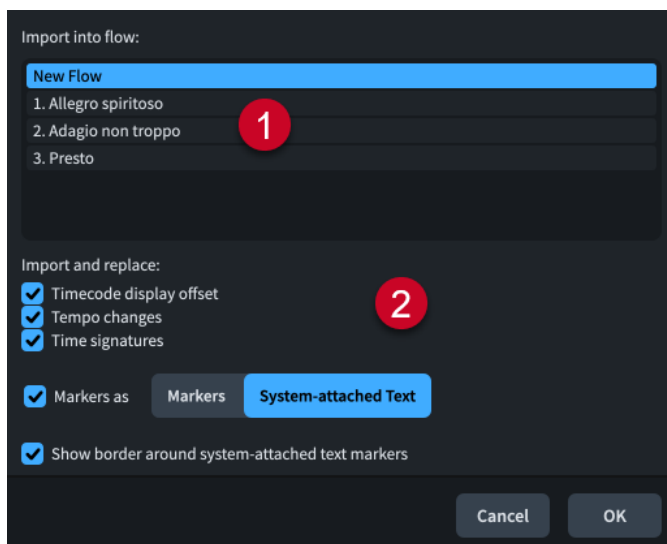 Import into flow:
New Flow
1. Allegro spiritoso
2. Adagio non troppo
1
3. Presto
Import and replace:
Timecode display offset
Tempo changes
2
Time signatures
Markers as Markers System-attached Text
Show border around system-attached text markers
Cancel OK